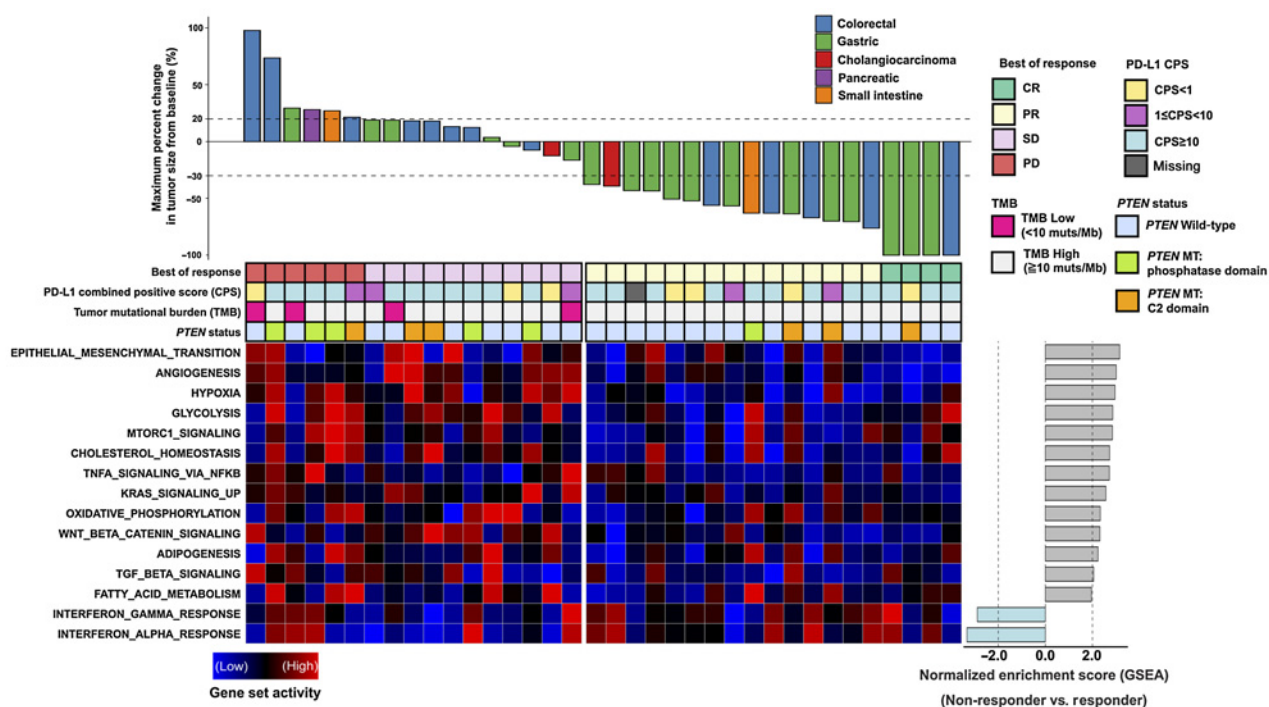 100
50
20
0
−30
−50
−100
Maximum percent change
in tumor size from baseline (%)
Colorectal
Gastric
Cholangiocarcinoma
Pancreatic
Small intestine
Best of response
CR
PR
SD
PD
PD-L1 CPS
CPS<1
1≤CPS<10
CPS≥10
Missing
TMB
TMB Low
(<10 muts/Mb)
TMB High
(≧10 muts/Mb)
PTEN status
PTEN Wild-type
PTEN MT:
phosphatase domain
PTEN MT:
C2 domain
Best of response
PD-L1 combined positive score (CPS)
Tumor mutational burden (TMB)
PTEN status
EPITHELIAL_MESENCHYMAL_TRANSITION
ANGIOGENESIS
HYPOXIA
GLYCOLYSIS
MTORC1_SIGNALING
CHOLESTEROL_HOMEOSTASIS
TNFA_SIGNALING_VIA_NFKB
KRAS_SIGNALING_UP
OXIDATIVE_PHOSPHORYLATION
WNT_BETA_CATENIN_SIGNALING
ADIPOGENESIS
TGF_BETA_SIGNALING
FATTY_ACID_METABOLISM
INTERFERON_GAMMA_RESPONSE
INTERFERON_ALPHA_RESPONSE
(Low) (High)
Gene set activity
−2.0 0.0 2.0
Normalized enrichment score (GSEA)
(Non-responder vs. responder)